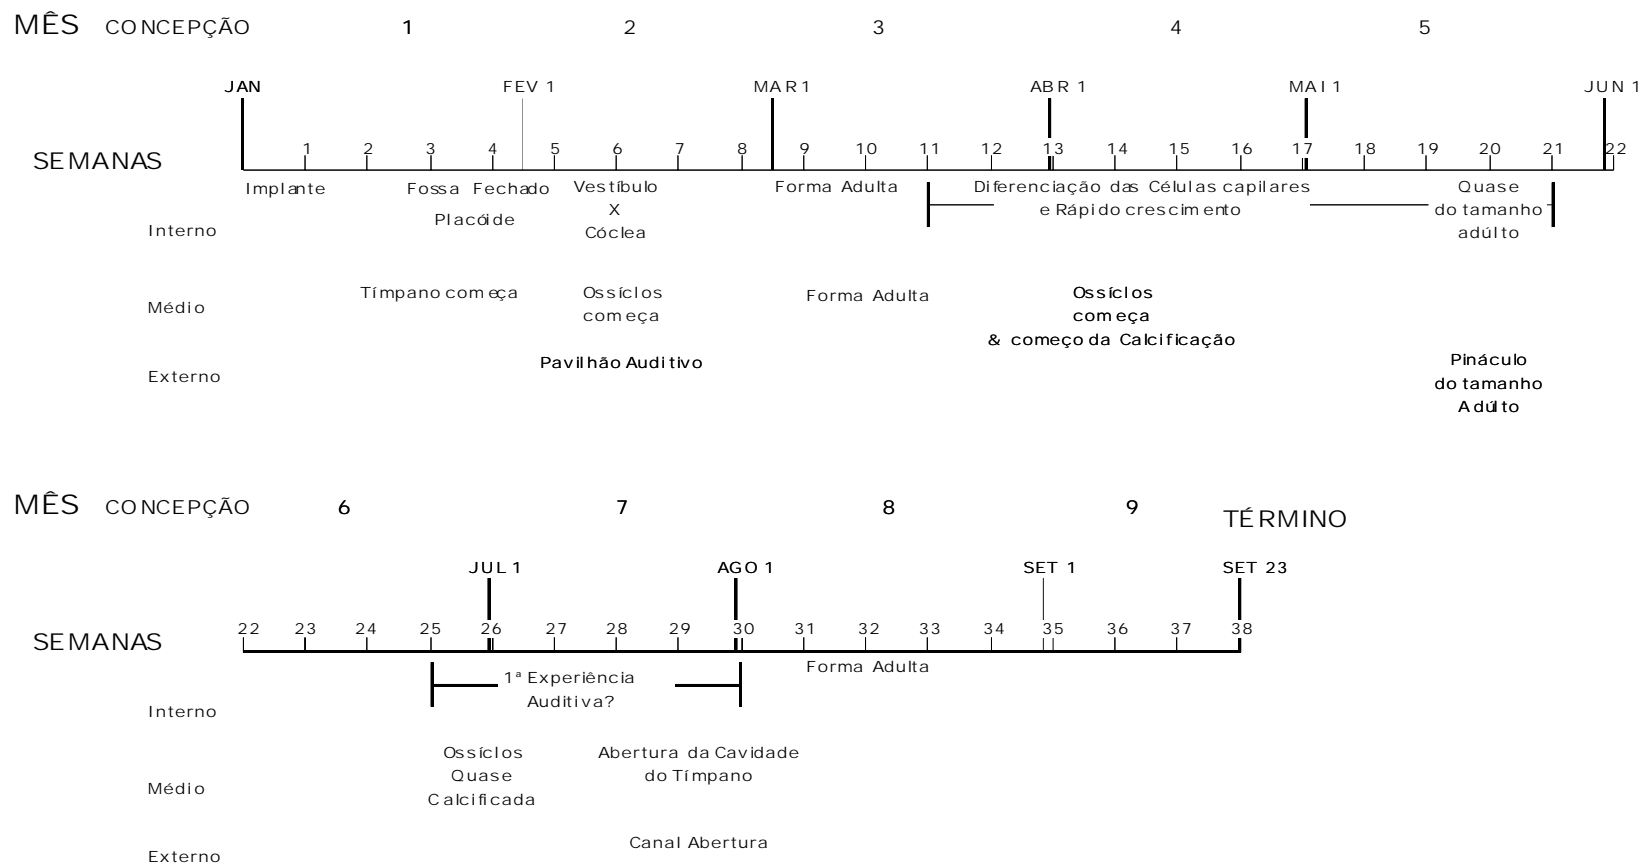 MÊS CONCEPÇÃO 1 2 3 4 5
JAN FEV 1 MAR 1 ABR 1 MAI 1 JUN 1
SEMANAS 1 2 3 4 5 6 7 8 9 10 11 12 13 14 15 16 17 18 19 20 21 22
Implante Fossa Fechado Vestíbulo Forma Adulta Diferenciação das Células capilares Quase
Placóide X e Rápido crescimento do tamanho
Interno Cóclea adúlto
Médio Tímpano começa Ossíclos Forma Adulta Ossíclos
começa começa
& começo da Calcificação
Externo Pavilhão Auditivo Pináculo
do tamanho
Adúlto
MÊS CONCEPÇÃO 6 7 8 9 TÉRMINO
JUL 1 AGO 1 SET 1 SET 23
SEMANAS 22 23 24 25 26 27 28 29 30 31 32 33 34 35 36 37 38
1ª Experiência Forma Adulta
Auditiva?
Interno
Ossíclos Abertura da Cavidade
Quase do Tímpano
Médio Calcificada
Canal Abertura
Externo